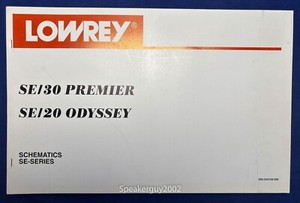 LOWREY®
SE/30 PREMIER
SE/20 ODYSSEY
SCHEMATICS
SE-SERIES
Speakerguy2002